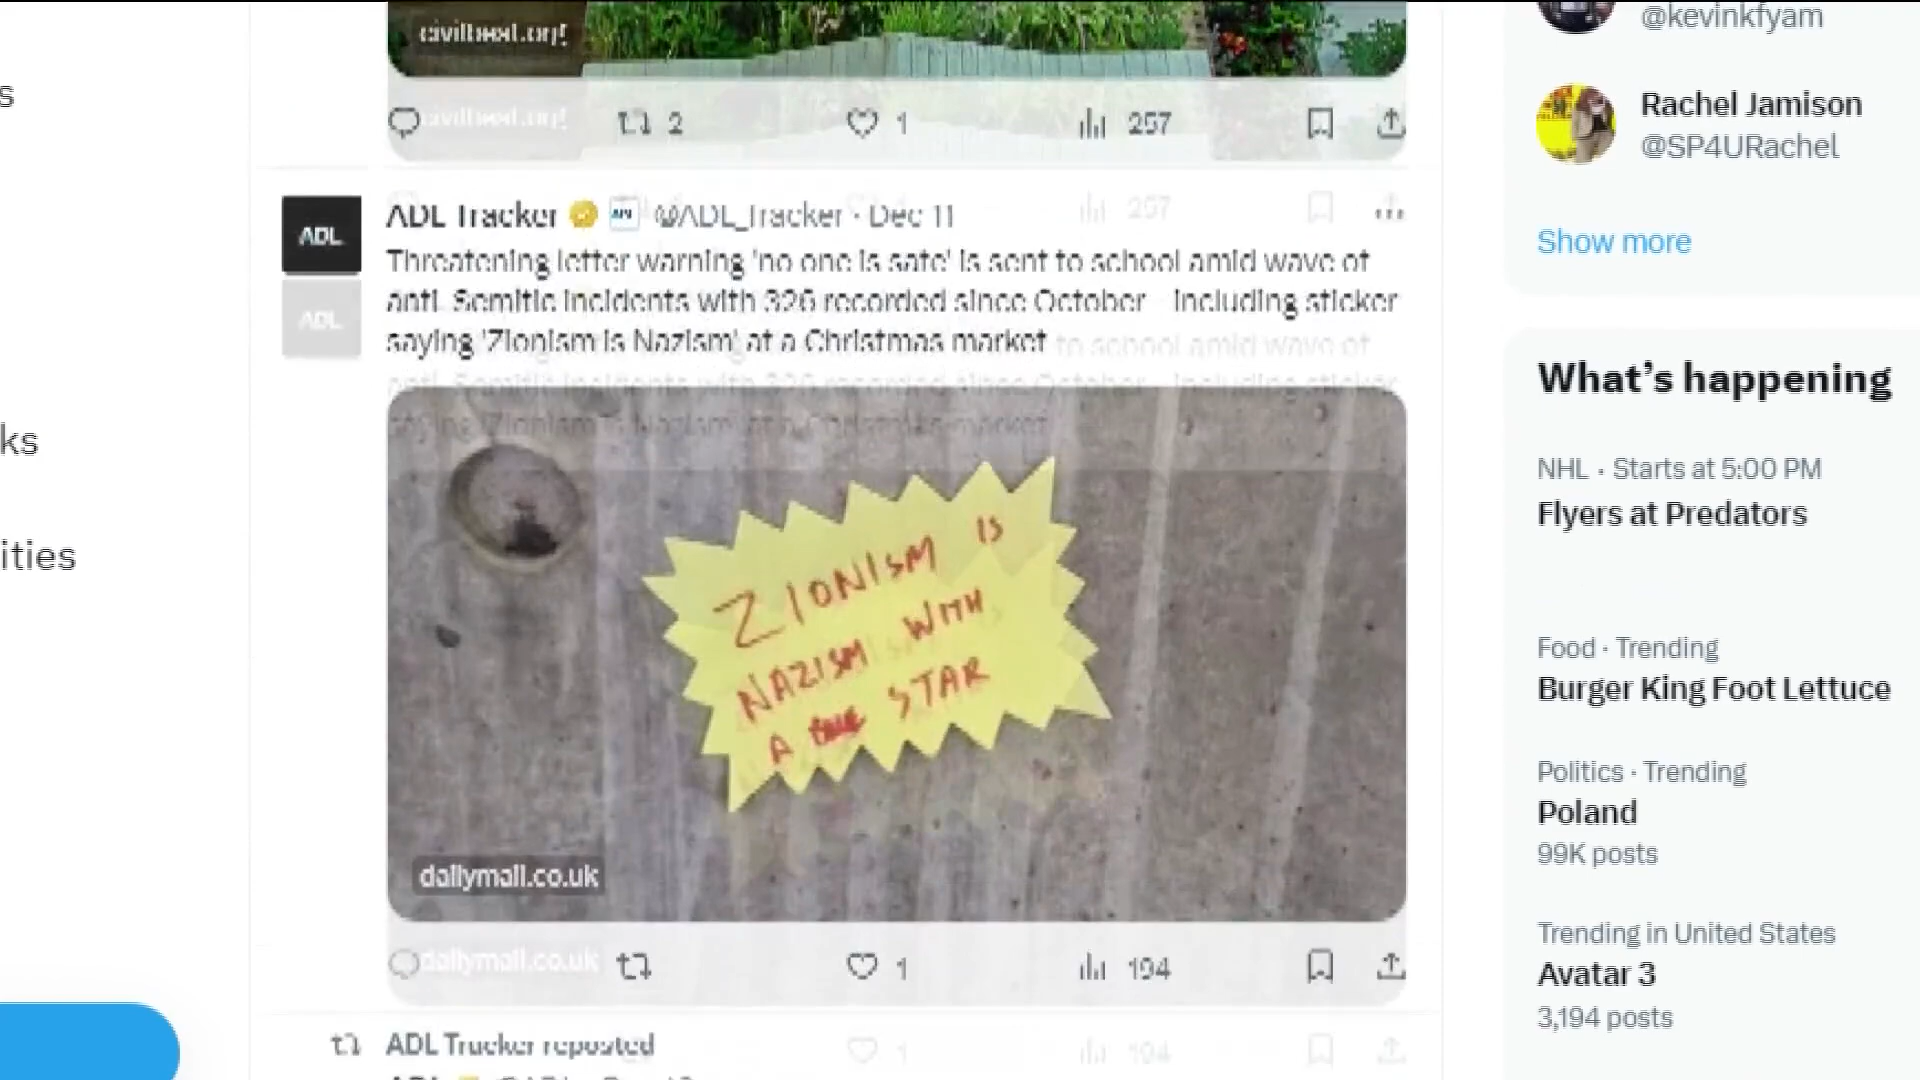 @kevinkfyam
s
civilbeat.org
Rachel Jamison
@SP4URachel
2 1 257
ADL
ADL Tracker @ADL_Tracker · Dec 11
Threatening letter warning 'no one is safe' is sent to school amid wave of
anti-Semitic incidents with 326 recorded since October - including sticker
saying 'Zionism is Nazism' at a Christmas market
Show more
What's happening
ks
NHL · Starts at 5:00 PM
Flyers at Predators
ities
ZIONISM IS
NAZISM WITH
A STAR
Food · Trending
Burger King Foot Lettuce
Politics · Trending
Poland
99K posts
dailymail.co.uk
Trending in United States
Avatar 3
3,194 posts
1 194
ADL Tracker reposted